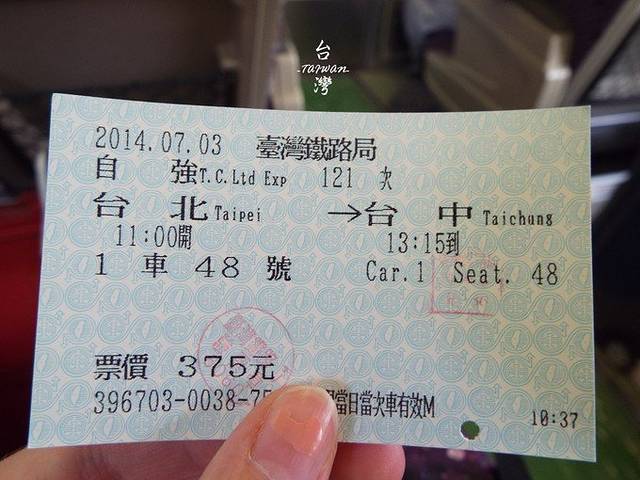 台
TAIWAN
灣
2014.07.03 臺灣鐵路局
自 強T.C.Ltd Exp 121 次
台 北 Taipei →台 中 Taichung
11:00開 13:15到
1 車 48 號 Car.1 Seat. 48
票價 375元
396703-0038-75 當日當次車有效M
10:37